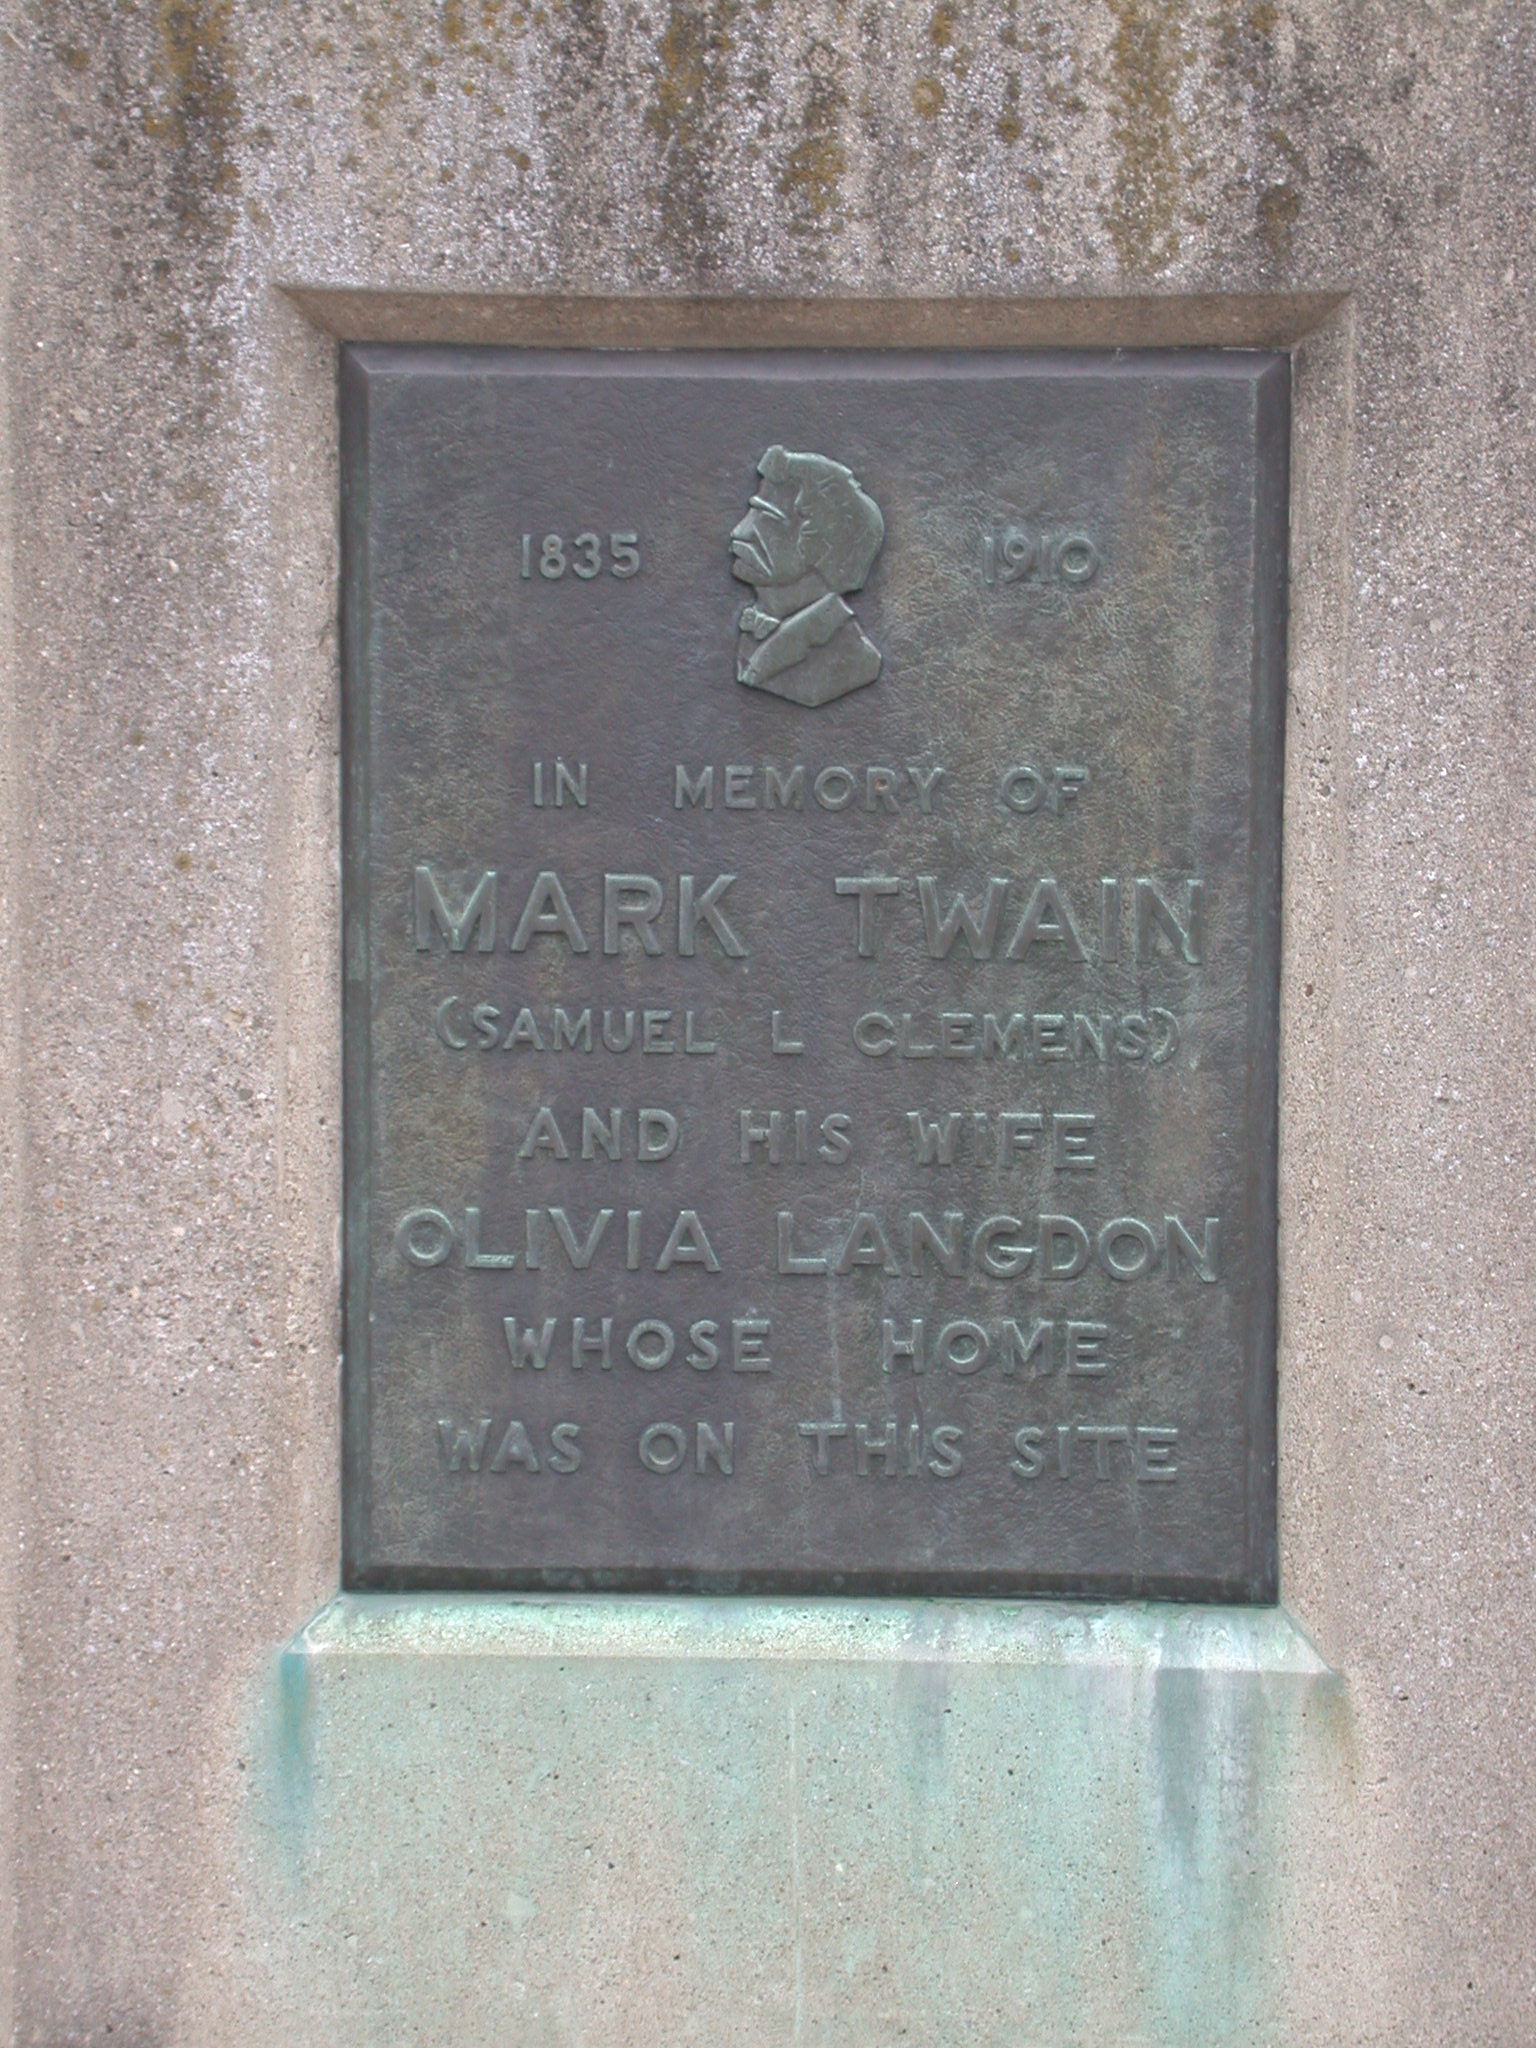 1835 1910
IN MEMORY OF
MARK TWAIN
(SAMUEL L CLEMENS)
AND HIS WIFE
OLIVIA LANGDON
WHOSE HOME
WAS ON THIS SITE